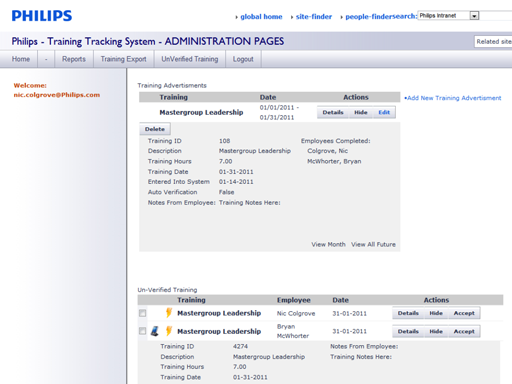 PHILIPS
global home site-finder people-finder search: Philips Intranet
Philips - Training Tracking System - ADMINISTRATION PAGES
Related site
Home - Reports Training Export UnVerified Training Logout
Welcome:
nic.colgrove@Philips.com
Training Advertisments
Training Date Actions
Mastergroup Leadership 01/01/2011 - 01/31/2011 Details Hide Edit
Add New Training Advertisment
Delete
Training ID 108 Employees Completed:
Description Mastergroup Leadership Colgrove, Nic
Training Hours 7.00 McWhorter, Bryan
Training Date 01-31-2011
Entered Into System 01-14-2011
Auto Verification False
Notes From Employee: Training Notes Here:
View Month View All Future
Un-Verified Training
Training Employee Date Actions
Mastergroup Leadership Nic Colgrove 31-01-2011 Details Hide Accept
Mastergroup Leadership Bryan McWhorter 31-01-2011 Details Hide Accept
Training ID 4274 Notes From Employee:
Description Mastergroup Leadership Training Notes Here:
Training Hours 7.00
Training Date 01-31-2011